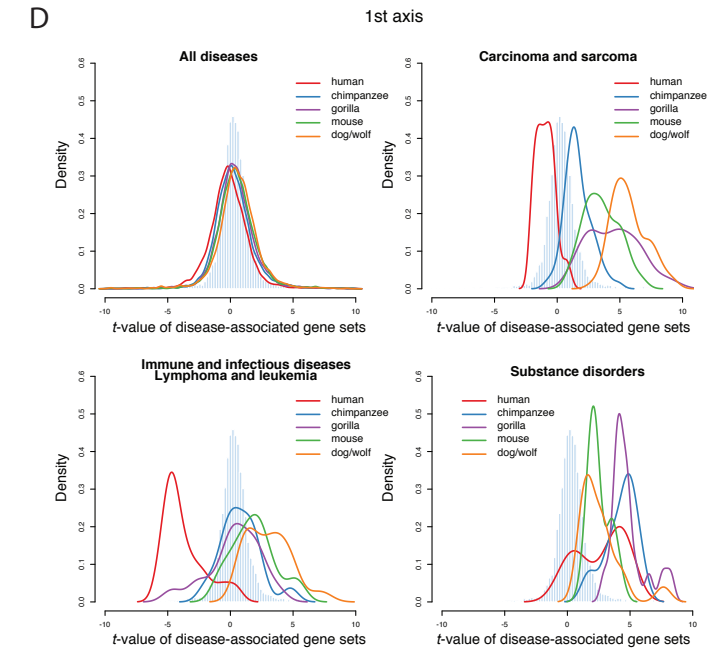 D
1st axis
All diseases
human
chimpanzee
gorilla
mouse
dog/wolf
Density
0.0
0.1
0.2
0.3
0.4
0.5
0.6
-10
-5
0
5
10
t-value of disease-associated gene sets
Carcinoma and sarcoma
human
chimpanzee
gorilla
mouse
dog/wolf
Density
0.0
0.1
0.2
0.3
0.4
0.5
0.6
-10
-5
0
5
10
t-value of disease-associated gene sets
Immune and infectious diseases
Lymphoma and leukemia
human
chimpanzee
gorilla
mouse
dog/wolf
Density
0.0
0.1
0.2
0.3
0.4
0.5
0.6
-10
-5
0
5
10
t-value of disease-associated gene sets
Substance disorders
human
chimpanzee
gorilla
mouse
dog/wolf
Density
0.0
0.1
0.2
0.3
0.4
0.5
0.6
-10
-5
0
5
10
t-value of disease-associated gene sets